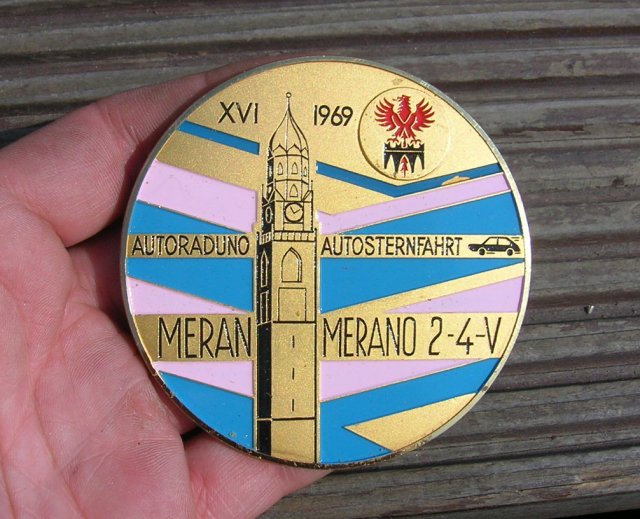 XVI 1969
AUTORADUNO AUTOSTERNFAHRT
MERAN MERANO 2-4-V